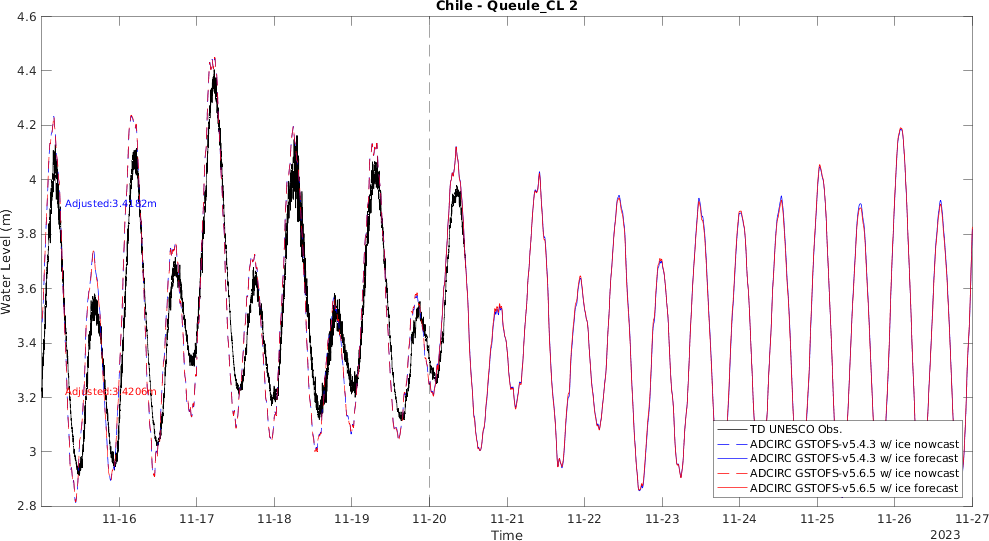 Chile - Queule_CL 2
4.6
4.4
4.2
4
3.8
3.6
3.4
3.2
3
2.8
Water Level (m)
Adjusted:3.4182m
Adjusted:3.4206m
TD UNESCO Obs.
ADCIRC GSTOFS-v5.4.3 w/ ice nowcast
ADCIRC GSTOFS-v5.4.3 w/ ice forecast
ADCIRC GSTOFS-v5.6.5 w/ ice nowcast
ADCIRC GSTOFS-v5.6.5 w/ ice forecast
11-16 11-17 11-18 11-19 11-20 11-21 11-22 11-23 11-24 11-25 11-26 11-27
Time
2023